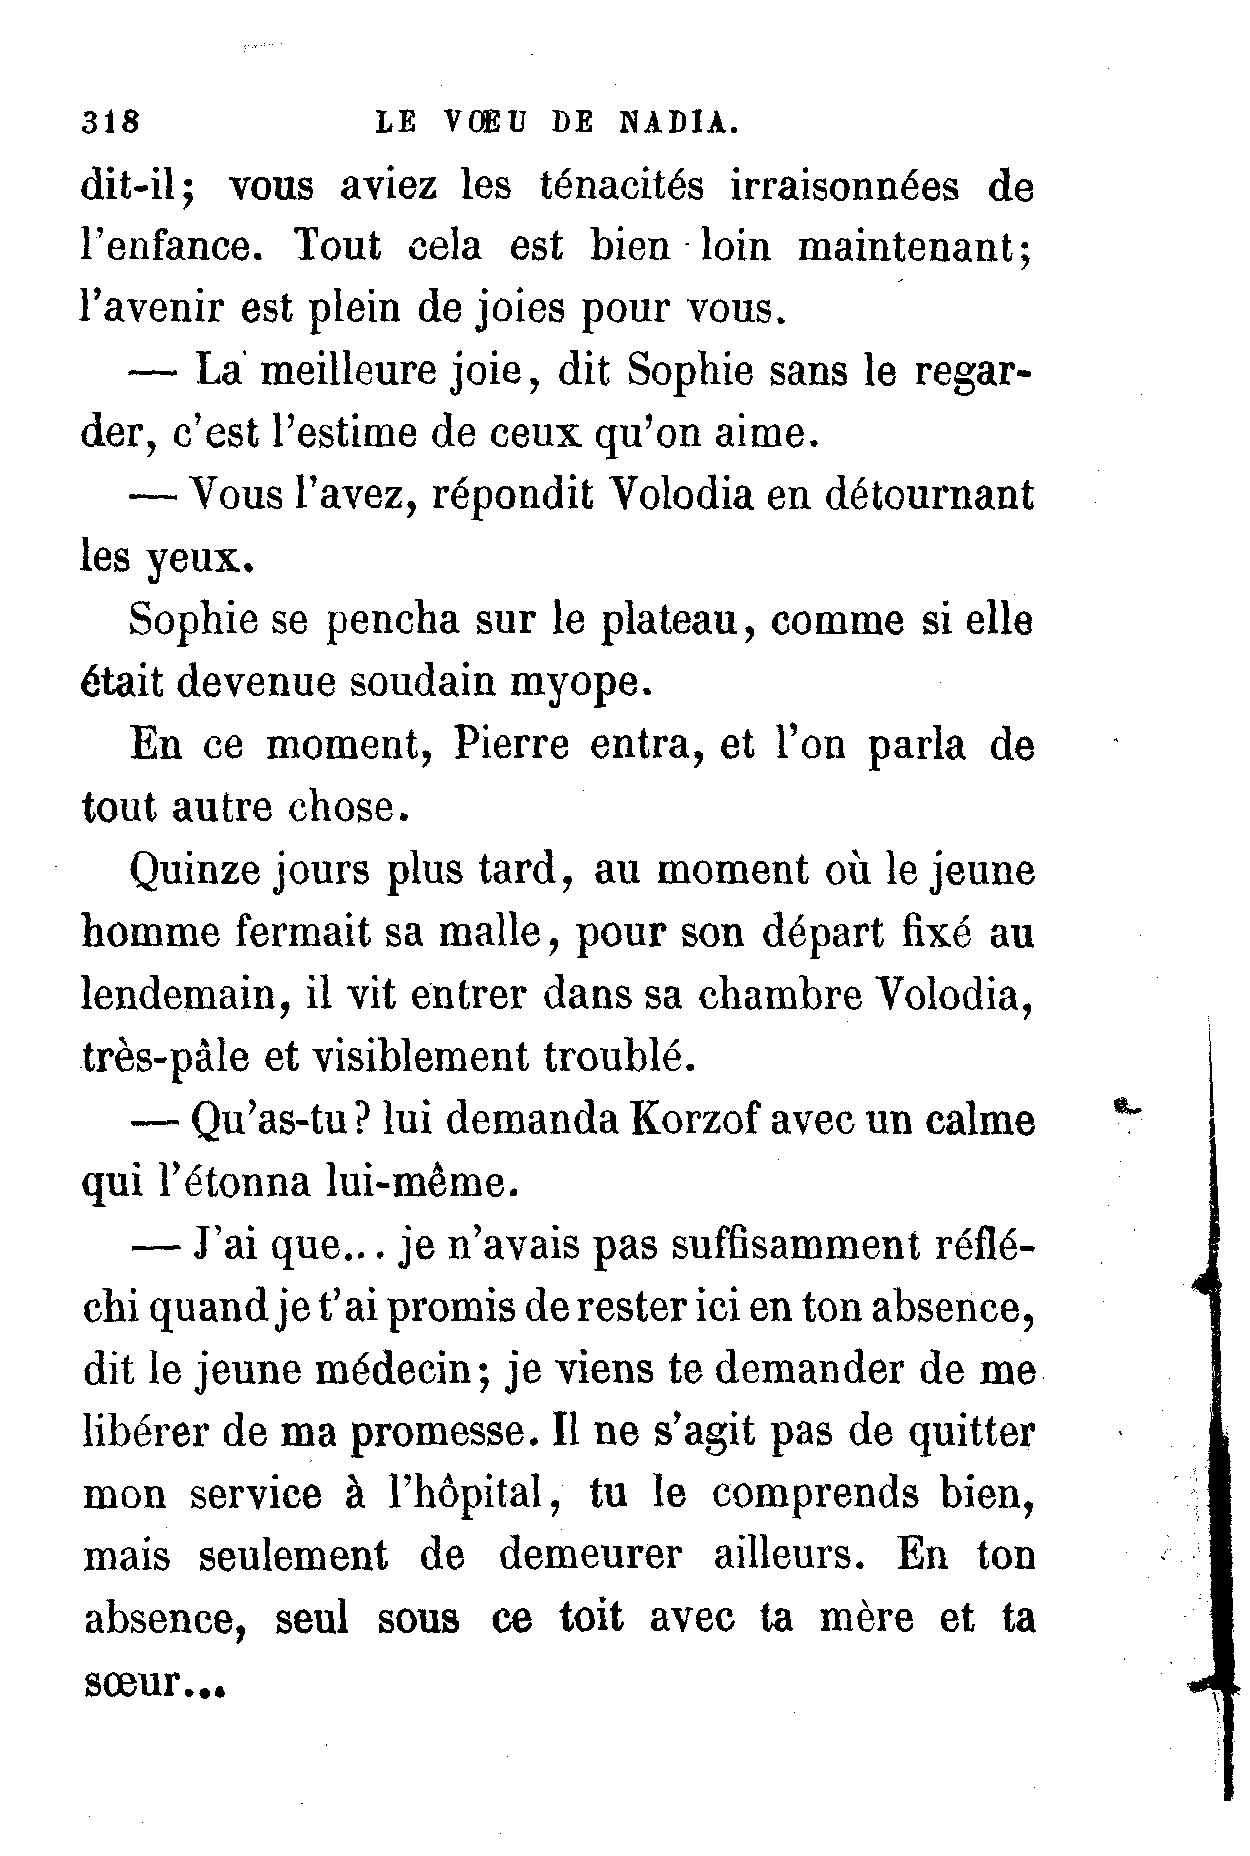 318 LE VŒU DE NADIA.
dit-il; vous aviez les ténacités irraisonnées de
l'enfance. Tout cela est bien loin maintenant;
l'avenir est plein de joies pour vous.
— La meilleure joie, dit Sophie sans le regar-
der, c'est l'estime de ceux qu'on aime.
— Vous l'avez, répondit Volodia en détournant
les yeux.
Sophie se pencha sur le plateau, comme si elle
était devenue soudain myope.
En ce moment, Pierre entra, et l'on parla de
tout autre chose.
Quinze jours plus tard, au moment où le jeune
homme fermait sa malle, pour son départ fixé au
lendemain, il vit entrer dans sa chambre Volodia,
très-pâle et visiblement troublé.
— Qu'as-tu? lui demanda Korzof avec un calme
qui l'étonna lui-même.
— J'ai que... je n'avais pas suffisamment réflé-
chi quand je t'ai promis de rester ici en ton absence,
dit le jeune médecin; je viens te demander de me
libérer de ma promesse. Il ne s'agit pas de quitter
mon service à l'hôpital, tu le comprends bien,
mais seulement de demeurer ailleurs. En ton
absence, seul sous ce toit avec ta mère et ta
sœur...